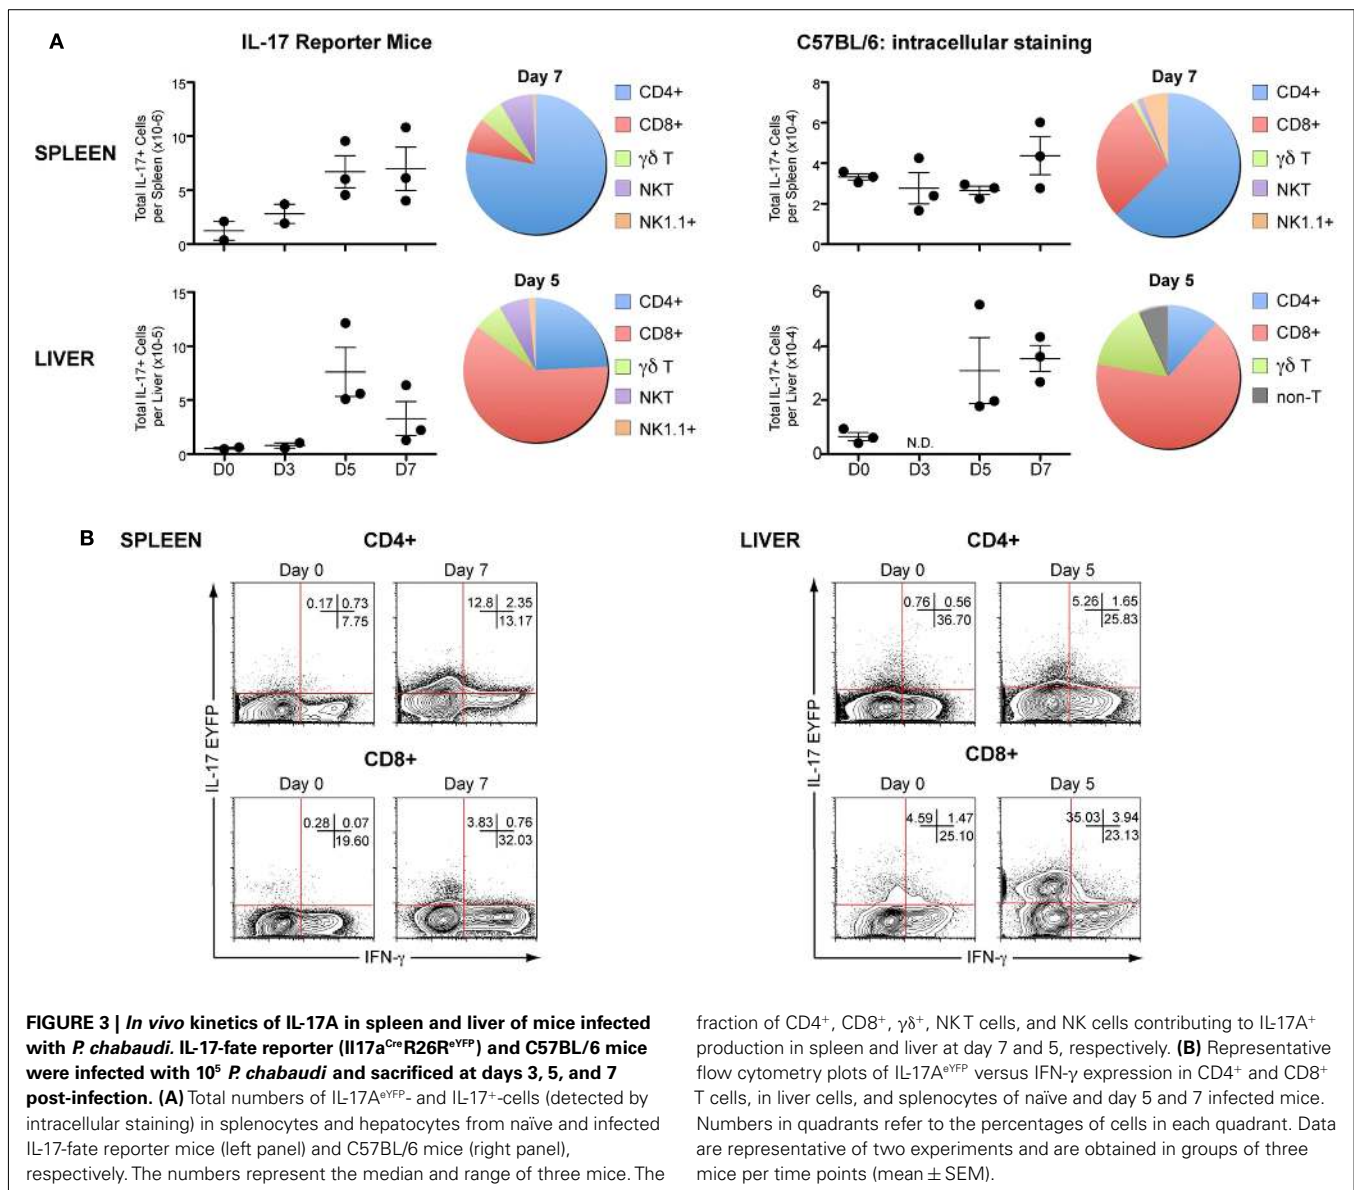 A
IL-17 Reporter Mice
C57BL/6: intracellular staining
SPLEEN
Total IL-17+ Cells
per Spleen (x10-6)
15
10
5
0
Day 7
CD4+
CD8+
γδ T
NKT
NK1.1+
Total IL-17+ Cells
per Spleen (x10-4)
8
6
4
2
0
Day 7
CD4+
CD8+
γδ T
NKT
NK1.1+
LIVER
Total IL-17+ Cells
per Liver (x10-5)
15
10
5
0
D0 D3 D5 D7
Day 5
CD4+
CD8+
γδ T
NKT
NK1.1+
Total IL-17+ Cells
per Liver (x10-4)
6
4
2
0
N.D.
D0 D3 D5 D7
Day 5
CD4+
CD8+
γδ T
non-T
B SPLEEN
CD4+
Day 0
0.17 0.73
7.75
Day 7
12.8 2.35
13.17
CD8+
Day 0
0.28 0.07
19.60
Day 7
3.83 0.76
32.03
IL-17 EYFP
IFN-γ
LIVER
CD4+
Day 0
0.76 0.56
36.70
Day 5
5.26 1.65
25.83
CD8+
Day 0
4.59 1.47
25.10
Day 5
35.03 3.94
23.13
IL-17 EYFP
IFN-γ
FIGURE 3 | In vivo kinetics of IL-17A in spleen and liver of mice infected
with P. chabaudi. IL-17-fate reporter (Il17aCreR26ReYFP) and C57BL/6 mice
were infected with 10⁵ P. chabaudi and sacrificed at days 3, 5, and 7
post-infection. (A) Total numbers of IL-17AeYFP- and IL-17+-cells (detected by
intracellular staining) in splenocytes and hepatocytes from naïve and infected
IL-17-fate reporter mice (left panel) and C57BL/6 mice (right panel),
respectively. The numbers represent the median and range of three mice. The
fraction of CD4+, CD8+, γδ+, NKT cells, and NK cells contributing to IL-17A+
production in spleen and liver at day 7 and 5, respectively. (B) Representative
flow cytometry plots of IL-17AeYFP versus IFN-γ expression in CD4+ and CD8+
T cells, in liver cells, and splenocytes of naïve and day 5 and 7 infected mice.
Numbers in quadrants refer to the percentages of cells in each quadrant. Data
are representative of two experiments and are obtained in groups of three
mice per time points (mean ± SEM).